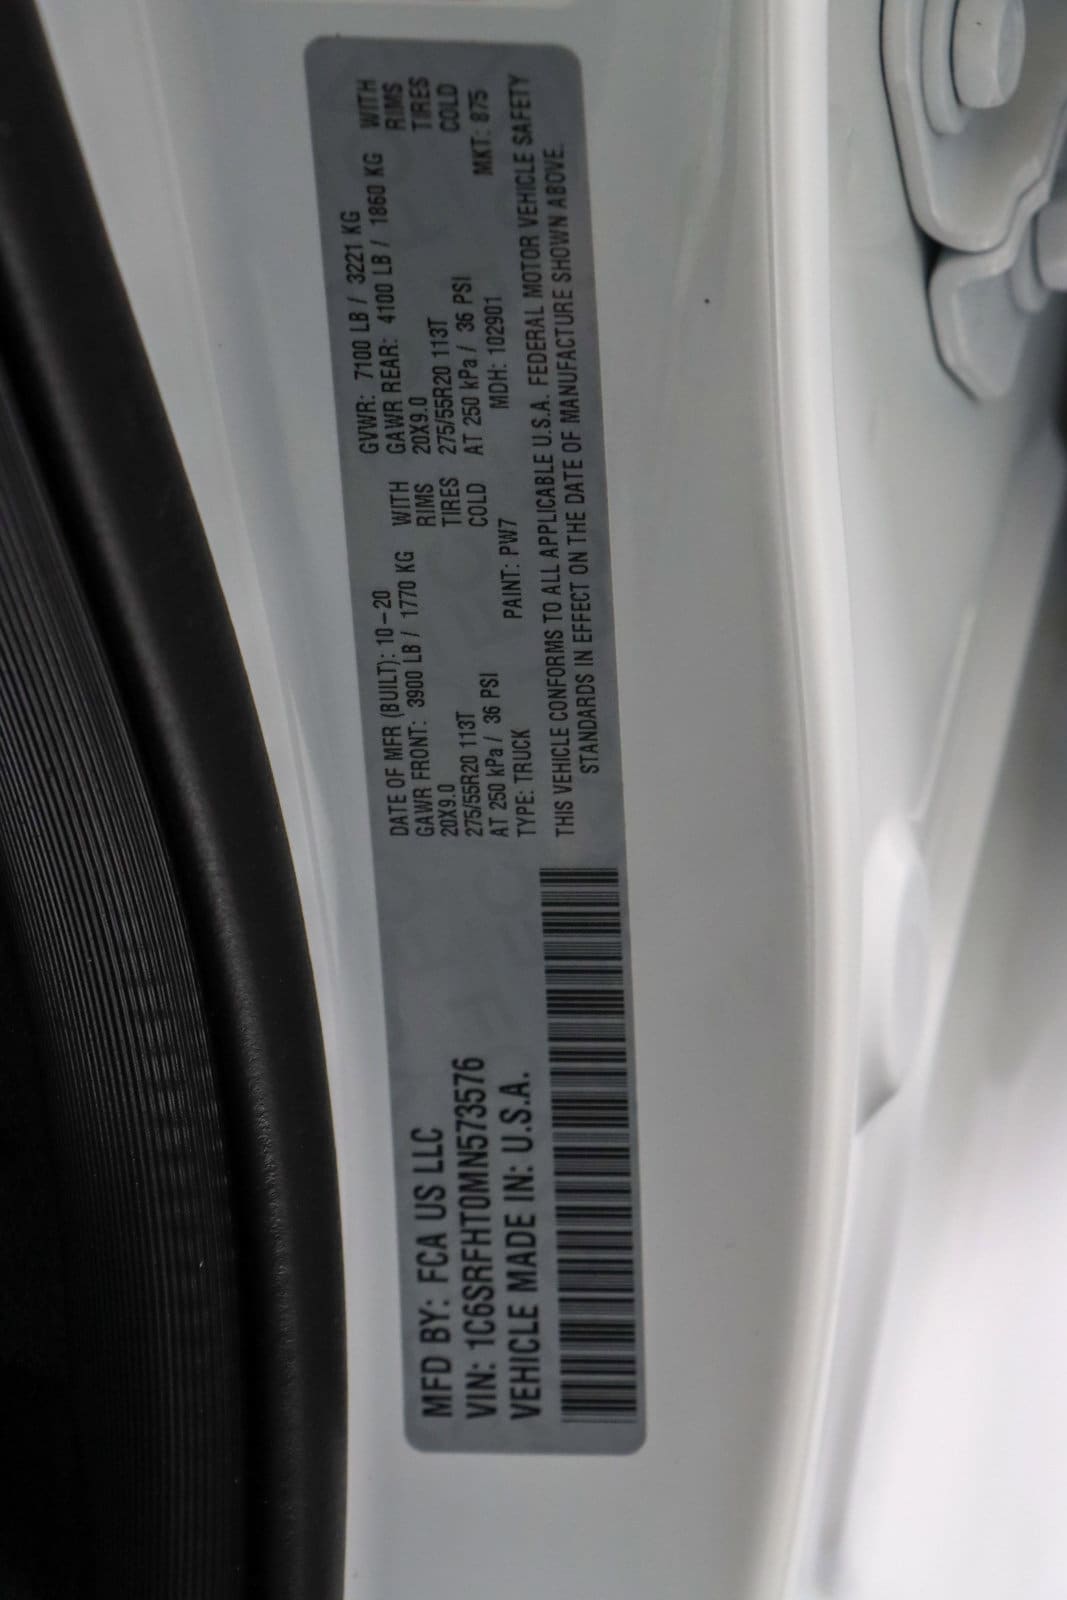 MFD BY: FCA US LLC
VIN: 1C6SRFHT0MN573576
VEHICLE MADE IN: U.S.A.
DATE OF MFR (BUILT): 10-20 GVWR: 7100 LB / 3221 KG
GAWR FRONT: 3900 LB / 1770 KG WITH GAWR REAR: 4100 LB / 1860 KG WITH
20X9.0 RIMS 20X9.0 RIMS
275/55R20 113T TIRES 275/55R20 113T TIRES
AT 250 kPa / 36 PSI COLD AT 250 kPa / 36 PSI COLD
TYPE: TRUCK PAINT: PW7 MDH: 102901 MKT: 875
THIS VEHICLE CONFORMS TO ALL APPLICABLE U.S.A. FEDERAL MOTOR VEHICLE SAFETY
STANDARDS IN EFFECT ON THE DATE OF MANUFACTURE SHOWN ABOVE.